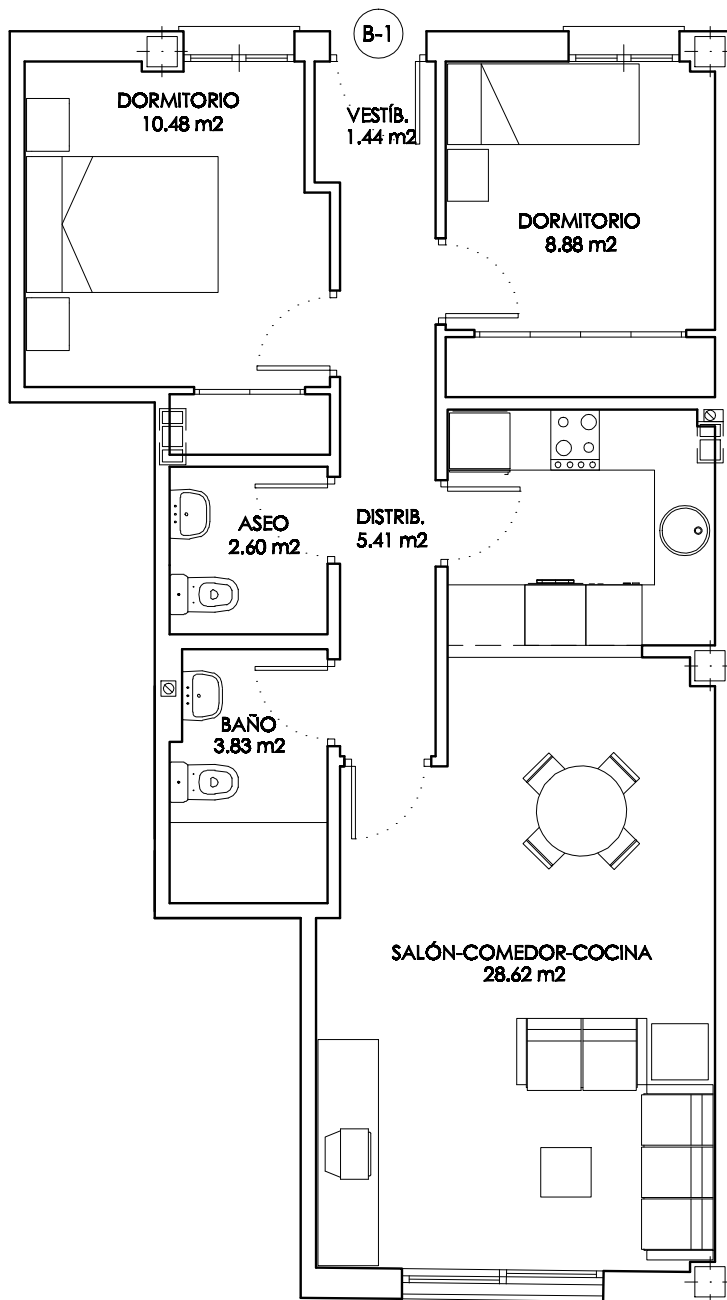 B-1
DORMITORIO
10.48 m2
VESTÍB.
1.44 m2
DORMITORIO
8.88 m2
ASEO
2.60 m2
DISTRIB.
5.41 m2
BAÑO
3.83 m2
SALÓN-COMEDOR-COCINA
28.62 m2